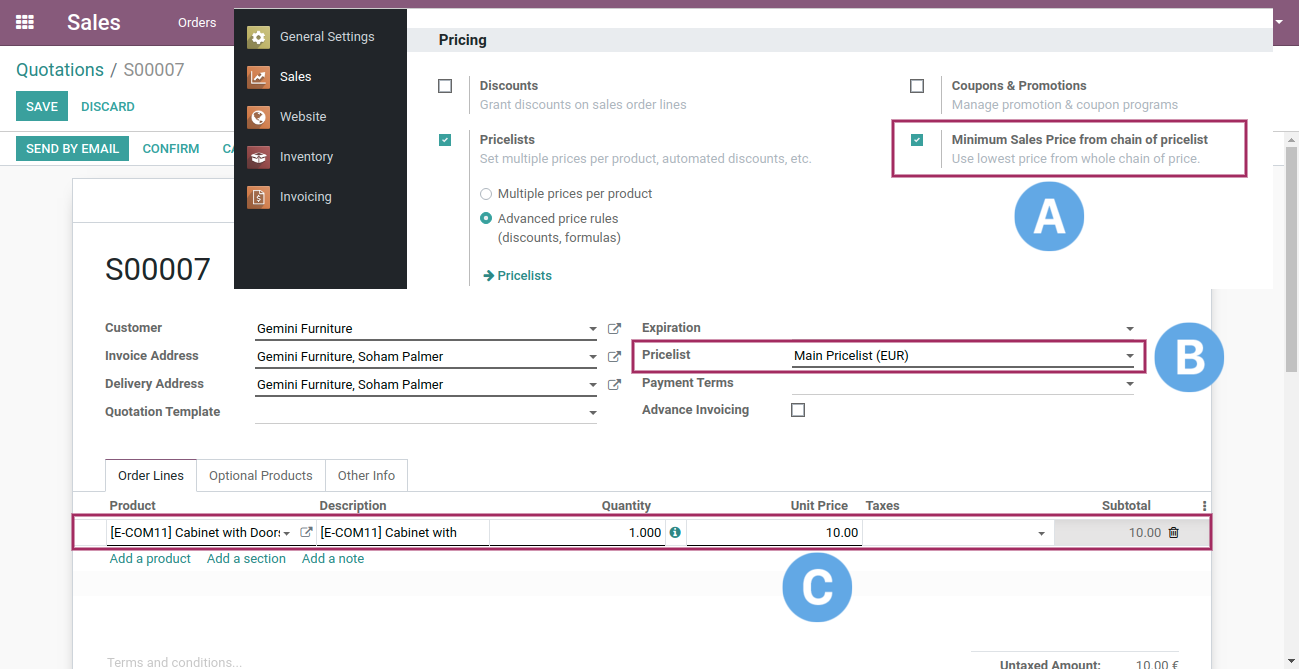 Sales
Orders
Quotations / S00007
SAVE
DISCARD
SEND BY EMAIL
CONFIRM
General Settings
Sales
Website
Inventory
Invoicing
Pricing
Discounts
Grant discounts on sales order lines
Coupons & Promotions
Manage promotion & coupon programs
Pricelists
Set multiple prices per product, automated discounts, etc.
Minimum Sales Price from chain of pricelist
Use lowest price from whole chain of price.
Multiple prices per product
Advanced price rules
(discounts, formulas)
Pricelists
A
S00007
Customer
Gemini Furniture
Expiration
Invoice Address
Gemini Furniture, Soham Palmer
Pricelist
Main Pricelist (EUR)
B
Delivery Address
Gemini Furniture, Soham Palmer
Payment Terms
Quotation Template
Advance Invoicing
Order Lines
Optional Products
Other Info
Product
Description
Quantity
Unit Price
Taxes
Subtotal
[E-COM11] Cabinet with Doors
[E-COM11] Cabinet with
1.000
10.00
10.00
Add a product
Add a section
Add a note
C
Terms and conditions...
Untaxed Amount:
10.00 €